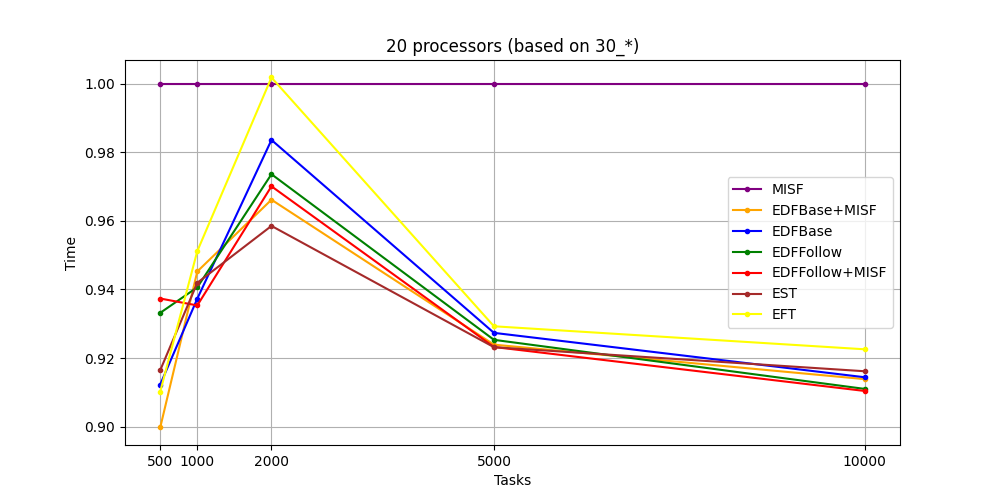 20 processors (based on 30_*)
Time
1.00
0.98
0.96
0.94
0.92
0.90
MISF
EDFBase+MISF
EDFBase
EDFFollow
EDFFollow+MISF
EST
EFT
500 1000 2000 5000 10000
Tasks